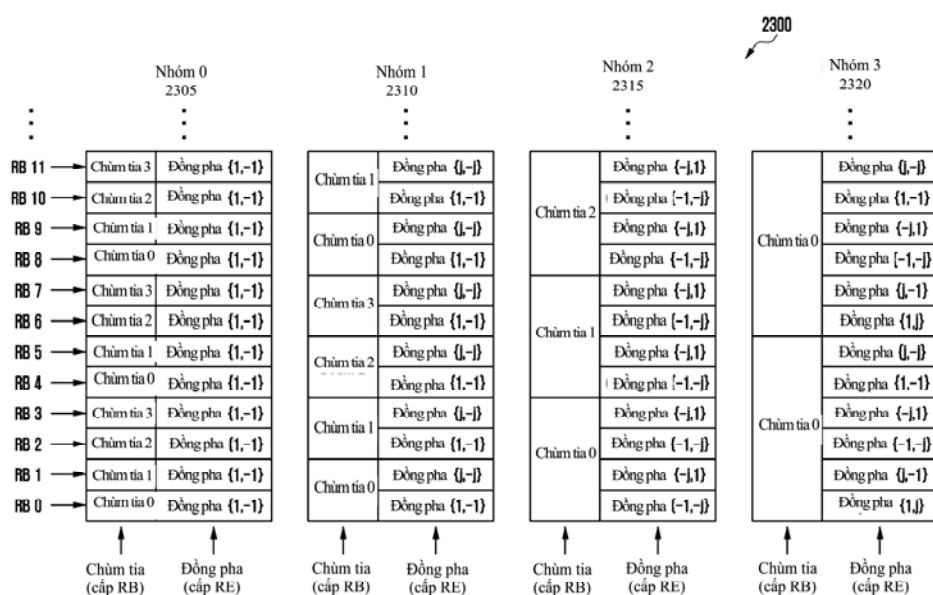 2300
Nhóm 0
2305
RB 11 Chùm tia 3 Đồng pha {1,-1}
RB 10 Chùm tia 2 Đồng pha {1,-1}
RB 9 Chùm tia 1 Đồng pha {1,-1}
RB 8 Chùm tia 0 Đồng pha {1,-1}
RB 7 Chùm tia 3 Đồng pha {1,-1}
RB 6 Chùm tia 2 Đồng pha {1,-1}
RB 5 Chùm tia 1 Đồng pha {1,-1}
RB 4 Chùm tia 0 Đồng pha {1,-1}
RB 3 Chùm tia 3 Đồng pha {1,-1}
RB 2 Chùm tia 2 Đồng pha {1,-1}
RB 1 Chùm tia 1 Đồng pha {1,-1}
RB 0 Chùm tia 0 Đồng pha {1,-1}
Chùm tia
(cấp RB)
Đồng pha
(cấp RE)
Nhóm 1
2310
Chùm tia 1
Đồng pha {j,-j}
Đồng pha {1,-1}
Chùm tia 0
Đồng pha {j,-j}
Đồng pha {1,-1}
Chùm tia 3
Đồng pha {j,-j}
Đồng pha {1,-1}
Chùm tia 2
Đồng pha {j,-j}
Đồng pha {1.-1}
Chùm tia 1
Đồng pha {j,-j}
Đồng pha {1,-1}
Chùm tia 0
Đồng pha {j,-j}
Đồng pha {1,-1}
Chùm tia
(cấp RB)
Đồng pha
(cấp RE)
Nhóm 2
2315
Chùm tia 2
Đồng pha {-j,1}
Đồng pha [-1,-j}
Đồng pha {-j,1}
Đồng pha {-1,-j}
Chùm tia 1
Đồng pha {-j,1}
Đồng pha [-1,-j}
Đồng pha {-j,1}
Đồng pha [-1,-j}
Chùm tia 0
Đồng pha {-j,1}
Đồng pha {-1,-j}
Đồng pha {-j,1}
Đồng pha [-1,-j}
Chùm tia
(cấp RB)
Đồng pha
(cấp RE)
Nhóm 3
2320
Chùm tia 0
Đồng pha {j,-j}
Đồng pha {1,-1}
Đồng pha {-j,1}
Đồng pha [-1,-j}
Đồng pha {j,-1}
Đồng pha {1,j}
Chùm tia 0
Đồng pha {j,-j}
Đồng pha {1.-1}
Đồng pha {-j,1}
Đồng pha {-1,-j}
Đồng pha {j,-1}
Đồng pha {1,j}
Chùm tia
(cấp RB)
Đồng pha
(cấp RE)